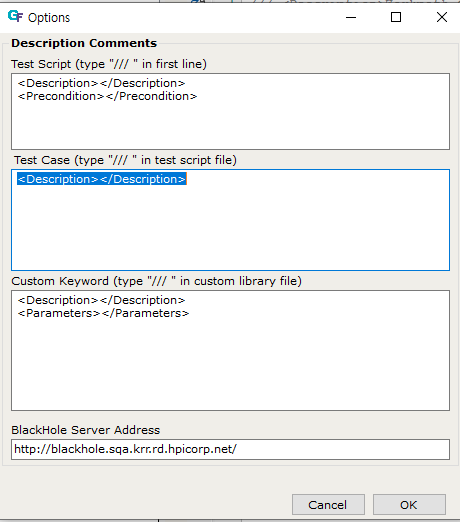 GF Options
Description Comments
Test Script (type "/// " in first line)
<Description></Description>
<Precondition></Precondition>
Test Case (type "/// " in test script file)
<Description></Description>
Custom Keyword (type "/// " in custom library file)
<Description></Description>
<Parameters></Parameters>
BlackHole Server Address
http://blackhole.sqa.krr.rd.hpicorp.net/
Cancel
OK